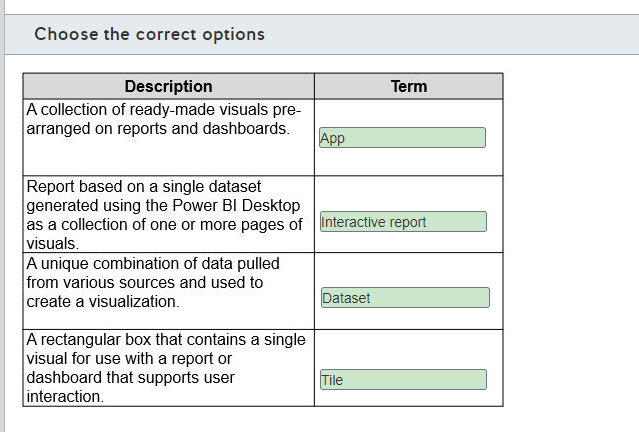 Choose the correct options
Description
Term
A collection of ready-made visuals pre-
arranged on reports and dashboards.
App
Report based on a single dataset
generated using the Power BI Desktop
as a collection of one or more pages of
visuals.
Interactive report
A unique combination of data pulled
from various sources and used to
create a visualization.
Dataset
A rectangular box that contains a single
visual for use with a report or
dashboard that supports user
interaction.
Tile